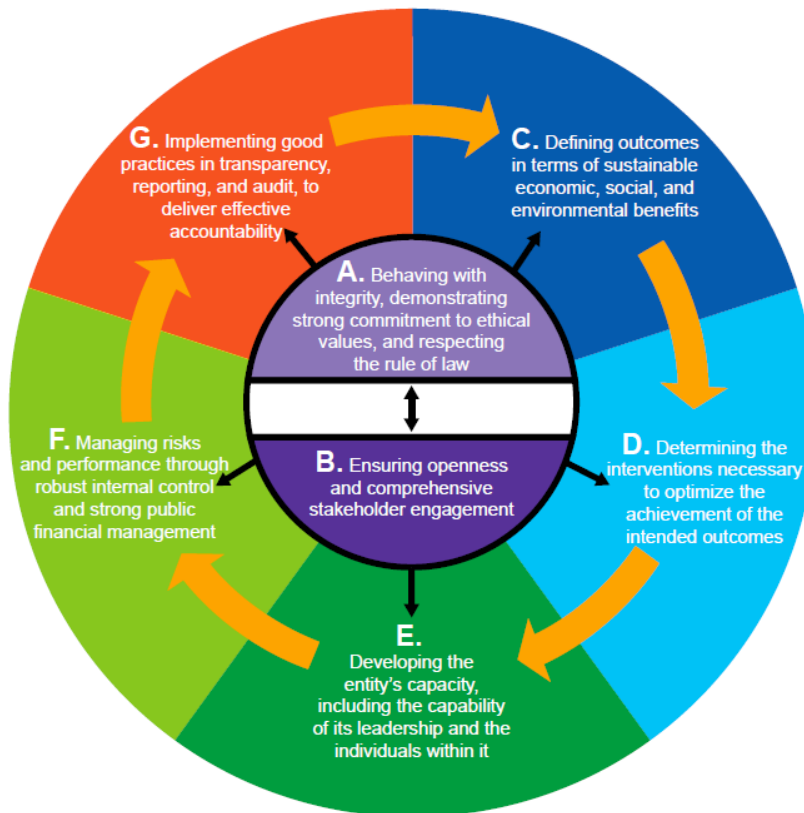 G. Implementing good
practices in transparency,
reporting, and audit, to
deliver effective
accountability
C. Defining outcomes
in terms of sustainable
economic, social, and
environmental benefits
A. Behaving with
integrity, demonstrating
strong commitment to ethical
values, and respecting
the rule of law
B. Ensuring openness
and comprehensive
stakeholder engagement
F. Managing risks
and performance through
robust internal control
and strong public
financial management
D. Determining the
interventions necessary
to optimize the
achievement of the
intended outcomes
E.
Developing the
entity's capacity,
including the capability
of its leadership and the
individuals within it